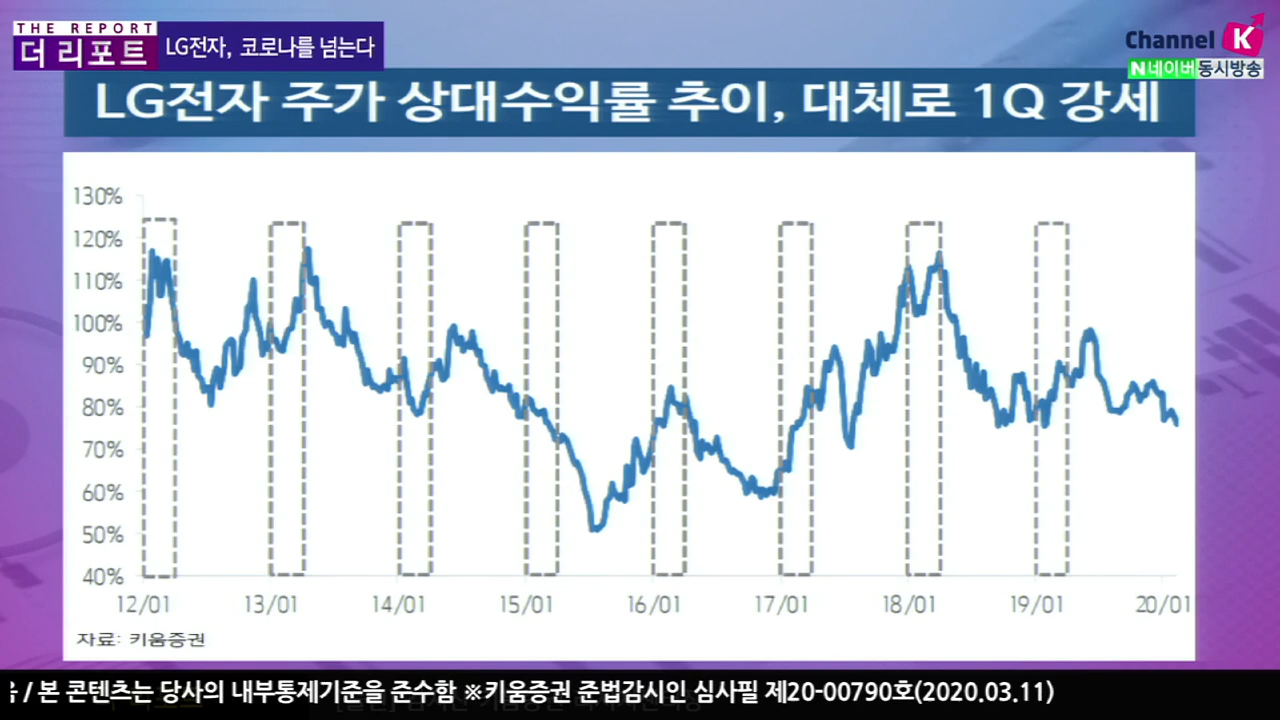 THE REPORT
더 리포트
LG전자, 코로나를 넘는다
Channel K
N 네이버 동시방송
LG전자 주가 상대수익률 추이, 대체로 1Q 강세
130%
120%
110%
100%
90%
80%
70%
60%
50%
40%
12/01 13/01 14/01 15/01 16/01 17/01 18/01 19/01 20/01
자료: 키움증권
/ 본 콘텐츠는 당사의 내부통제기준을 준수함 ※키움증권 준법감시인 심사필 제20-00790호(2020.03.11)